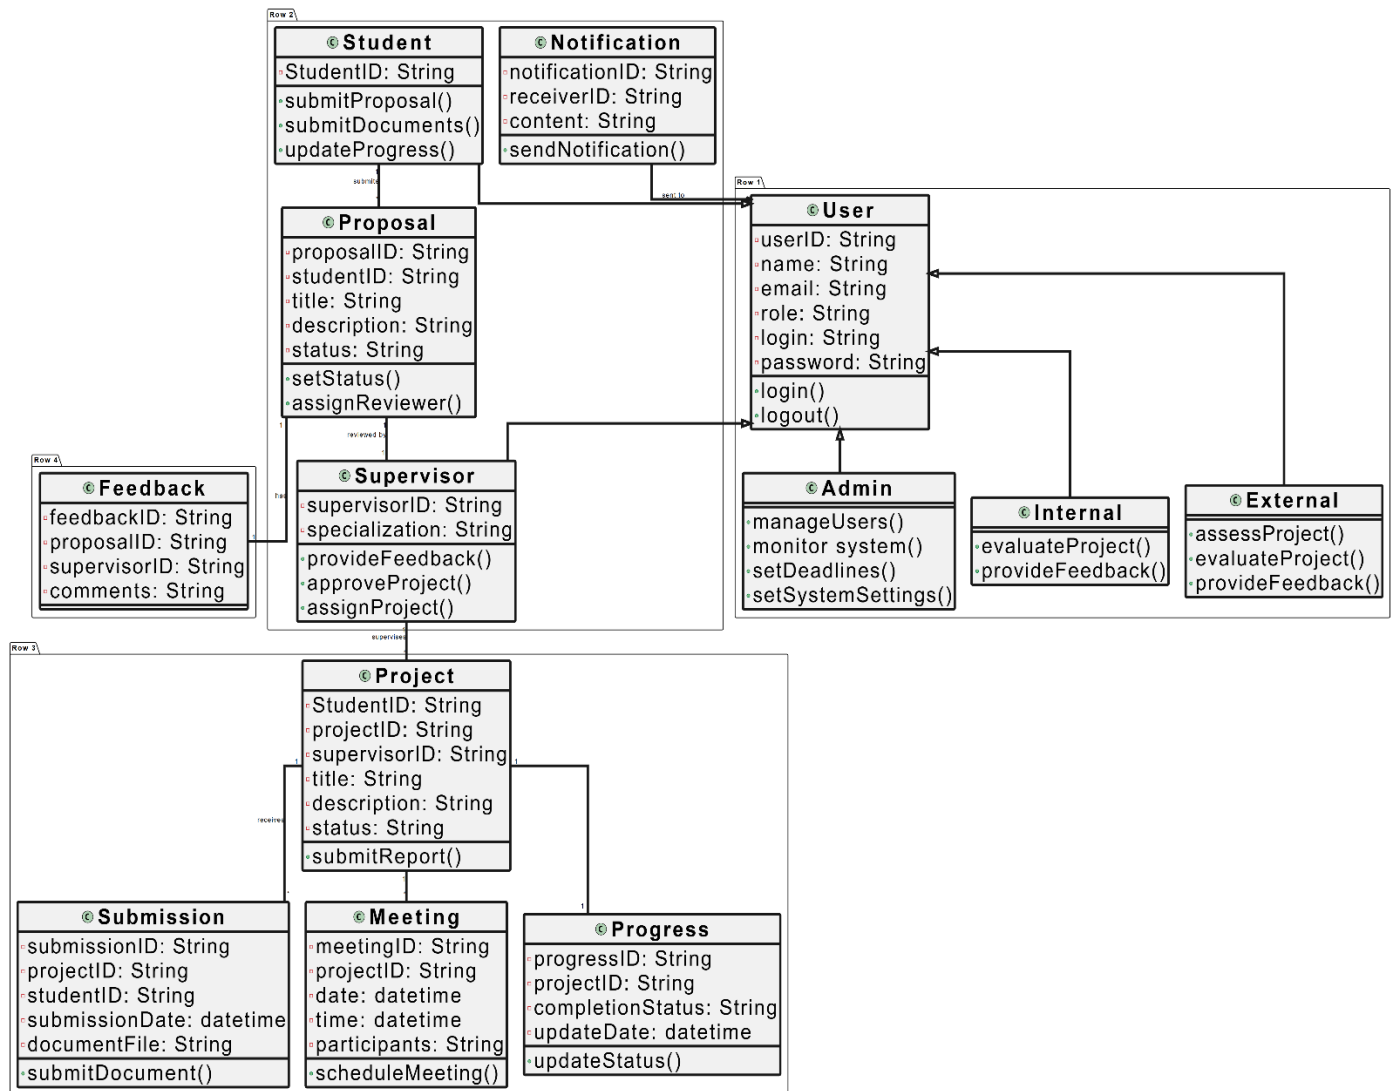 Row 2
C Student
StudentID: String
submitProposal()
submitDocuments()
updateProgress()
C Notification
notificationID: String
receiverID: String
content: String
sendNotification()
submits
sent to
Row 1
C User
userID: String
name: String
email: String
role: String
login: String
password: String
login()
logout()
C Proposal
proposalID: String
studentID: String
title: String
description: String
status: String
setStatus()
assignReviewer()
1
reviewed by
1
has
1
Row 4
C Feedback
feedbackID: String
proposalID: String
supervisorID: String
comments: String
C Supervisor
supervisorID: String
specialization: String
provideFeedback()
approveProject()
assignProject()
C Admin
manageUsers()
monitor system()
setDeadlines()
setSystemSettings()
C Internal
evaluateProject()
provideFeedback()
C External
assessProject()
evaluateProject()
provideFeedback()
supervises
Row 3
C Project
StudentID: String
projectID: String
supervisorID: String
title: String
description: String
status: String
submitReport()
1
1
receives
1
1
C Submission
submissionID: String
projectID: String
studentID: String
submissionDate: datetime
documentFile: String
submitDocument()
C Meeting
meetingID: String
projectID: String
date: datetime
time: datetime
participants: String
scheduleMeeting()
C Progress
progressID: String
projectID: String
completionStatus: String
updateDate: datetime
updateStatus()